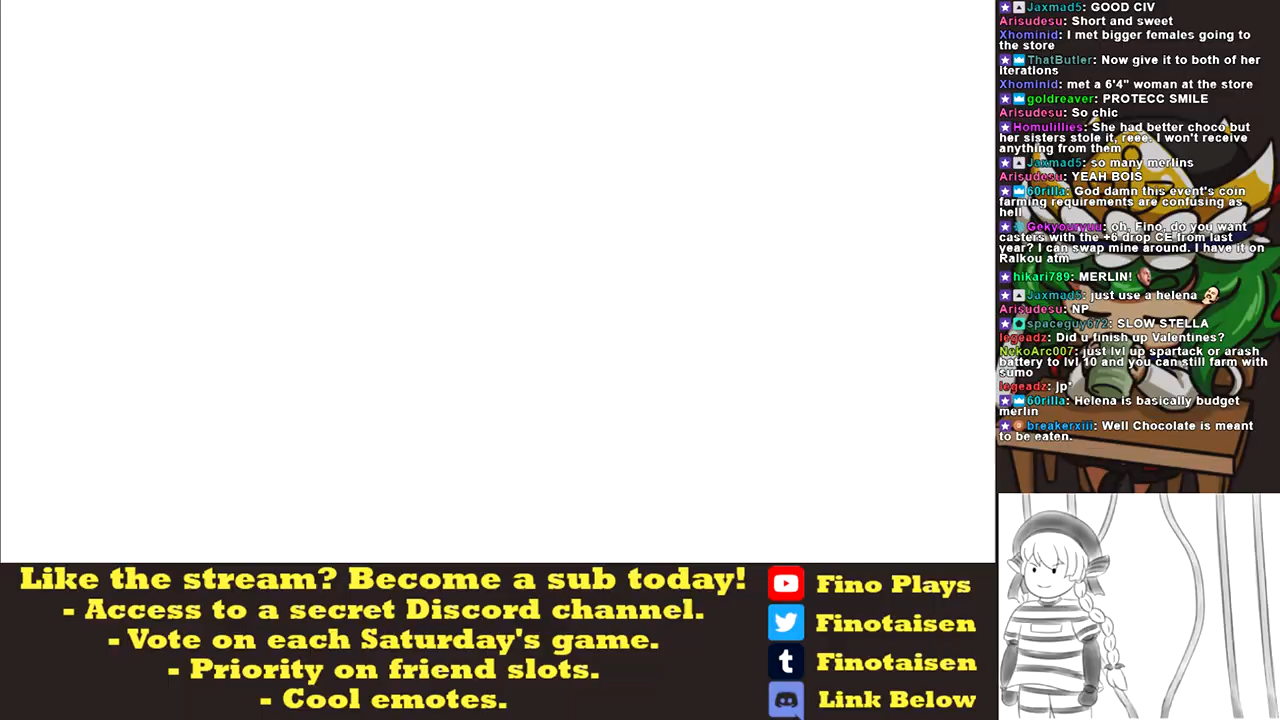 Jaxmad5: GOOD CIV
Arisudesu: Short and sweet
Xhominid: I met bigger females going to
the store
ThatButler: Now give it to both of her
Iterations
Xhominid: met a 6'4" woman at the store
goldreaver: PROTECC SMILE
Arisudesu: So chic
Homulillies: She had better choco but
her sisters stole it, reee. I won't receive
anything from them
Jaxmad5: so many merlins
Arisudesu: YEAH BOIS
60rilla: God damn this event's coin
farming requirements are confusing as
hell
Gekyouryuu: oh, Fino, do you want
casters with the +6 drop CE from last
year? I can swap mine around. I have it on
Raikou atm
hikari789: MERLIN!
Jaxmad5: just use a helena
Arisudesu: NP
spaceguy672: SLOW STELLA
legeadz: Did u finish up Valentines?
NekoArc007: just lvl up spartack or arash
battery to lvl 10 and you can still farm with
sumo
legeadz: jp*
60rilla: Helena is basically budget
merlin
breakerxiii: Well Chocolate is meant
to be eaten.
Like the stream? Become a sub today!
- Access to a secret Discord channel.
- Vote on each Saturday's game.
- Priority on friend slots.
- Cool emotes.
Fino Plays
Finotaisen
Finotaisen
Link Below